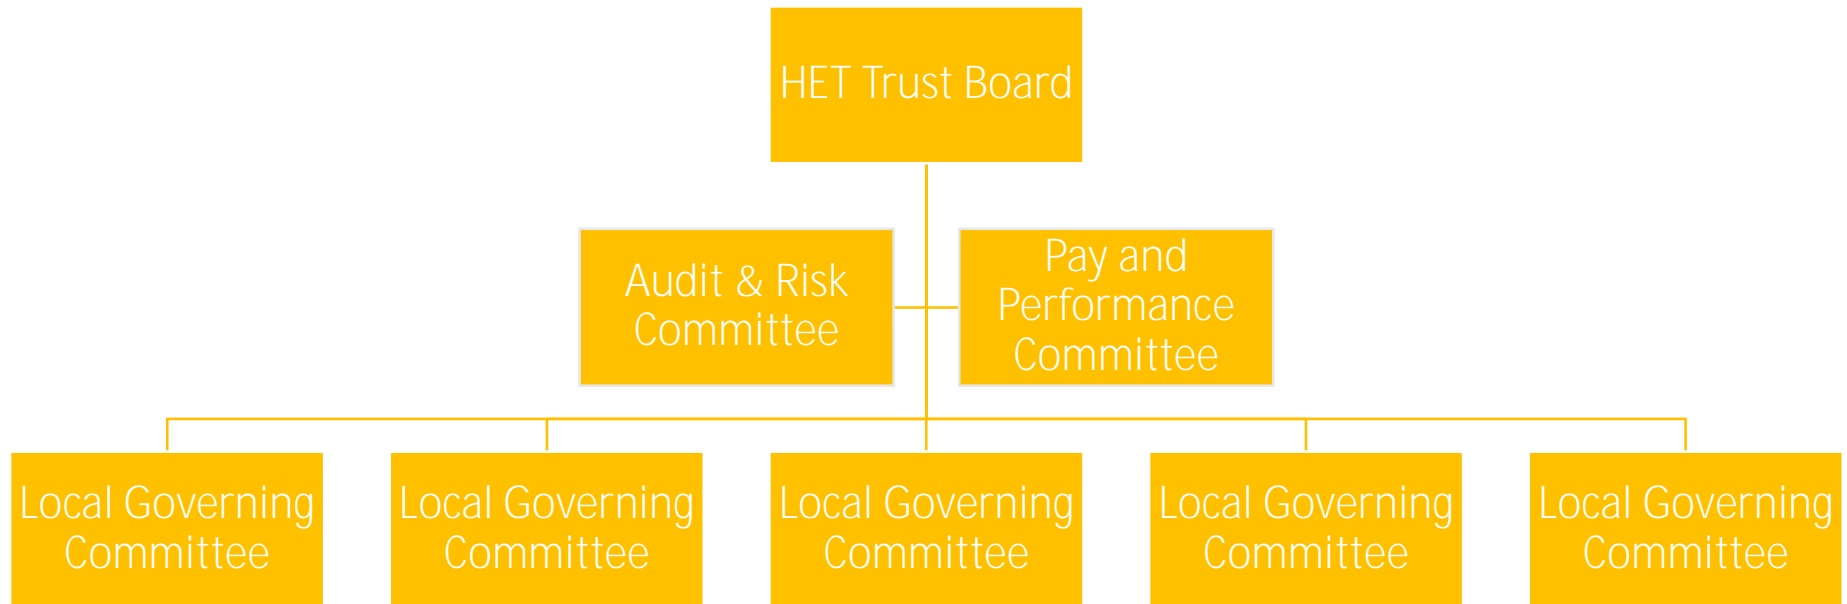 HET Trust Board
Audit & Risk
Committee
Pay and
Performance
Committee
Local Governing
Committee
Local Governing
Committee
Local Governing
Committee
Local Governing
Committee
Local Governing
Committee